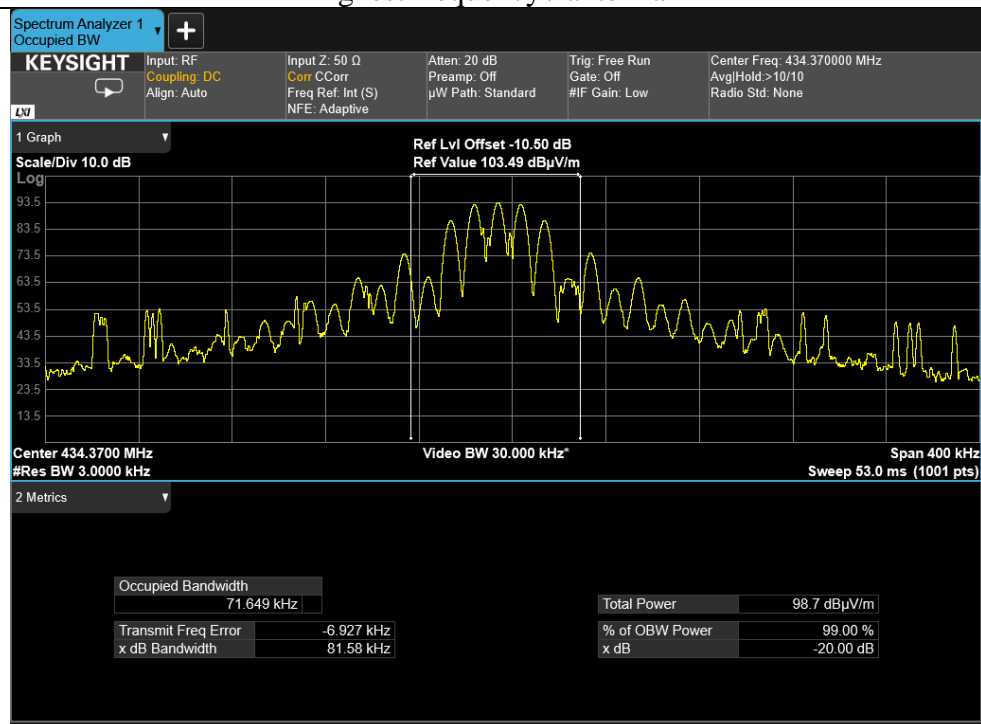 Spectrum Analyzer 1
Occupied BW
+
KEYSIGHT
LXI
Input: RF
Coupling: DC
Align: Auto
Input Z: 50 Ω
Corr CCorr
Freq Ref: Int (S)
NFE: Adaptive
Atten: 20 dB
Preamp: Off
µW Path: Standard
Trig: Free Run
Gate: Off
#IF Gain: Low
Center Freq: 434.370000 MHz
Avg|Hold:>10/10
Radio Std: None
1 Graph
Scale/Div 10.0 dB
Ref Lvl Offset -10.50 dB
Ref Value 103.49 dBµV/m
Log
93.5
83.5
73.5
63.5
53.5
43.5
33.5
23.5
13.5
Center 434.3700 MHz
#Res BW 3.0000 kHz
Video BW 30.000 kHz*
Span 400 kHz
Sweep 53.0 ms (1001 pts)
2 Metrics
Occupied Bandwidth
71.649 kHz
Transmit Freq Error -6.927 kHz
x dB Bandwidth 81.58 kHz
Total Power 98.7 dBµV/m
% of OBW Power 99.00 %
x dB -20.00 dB